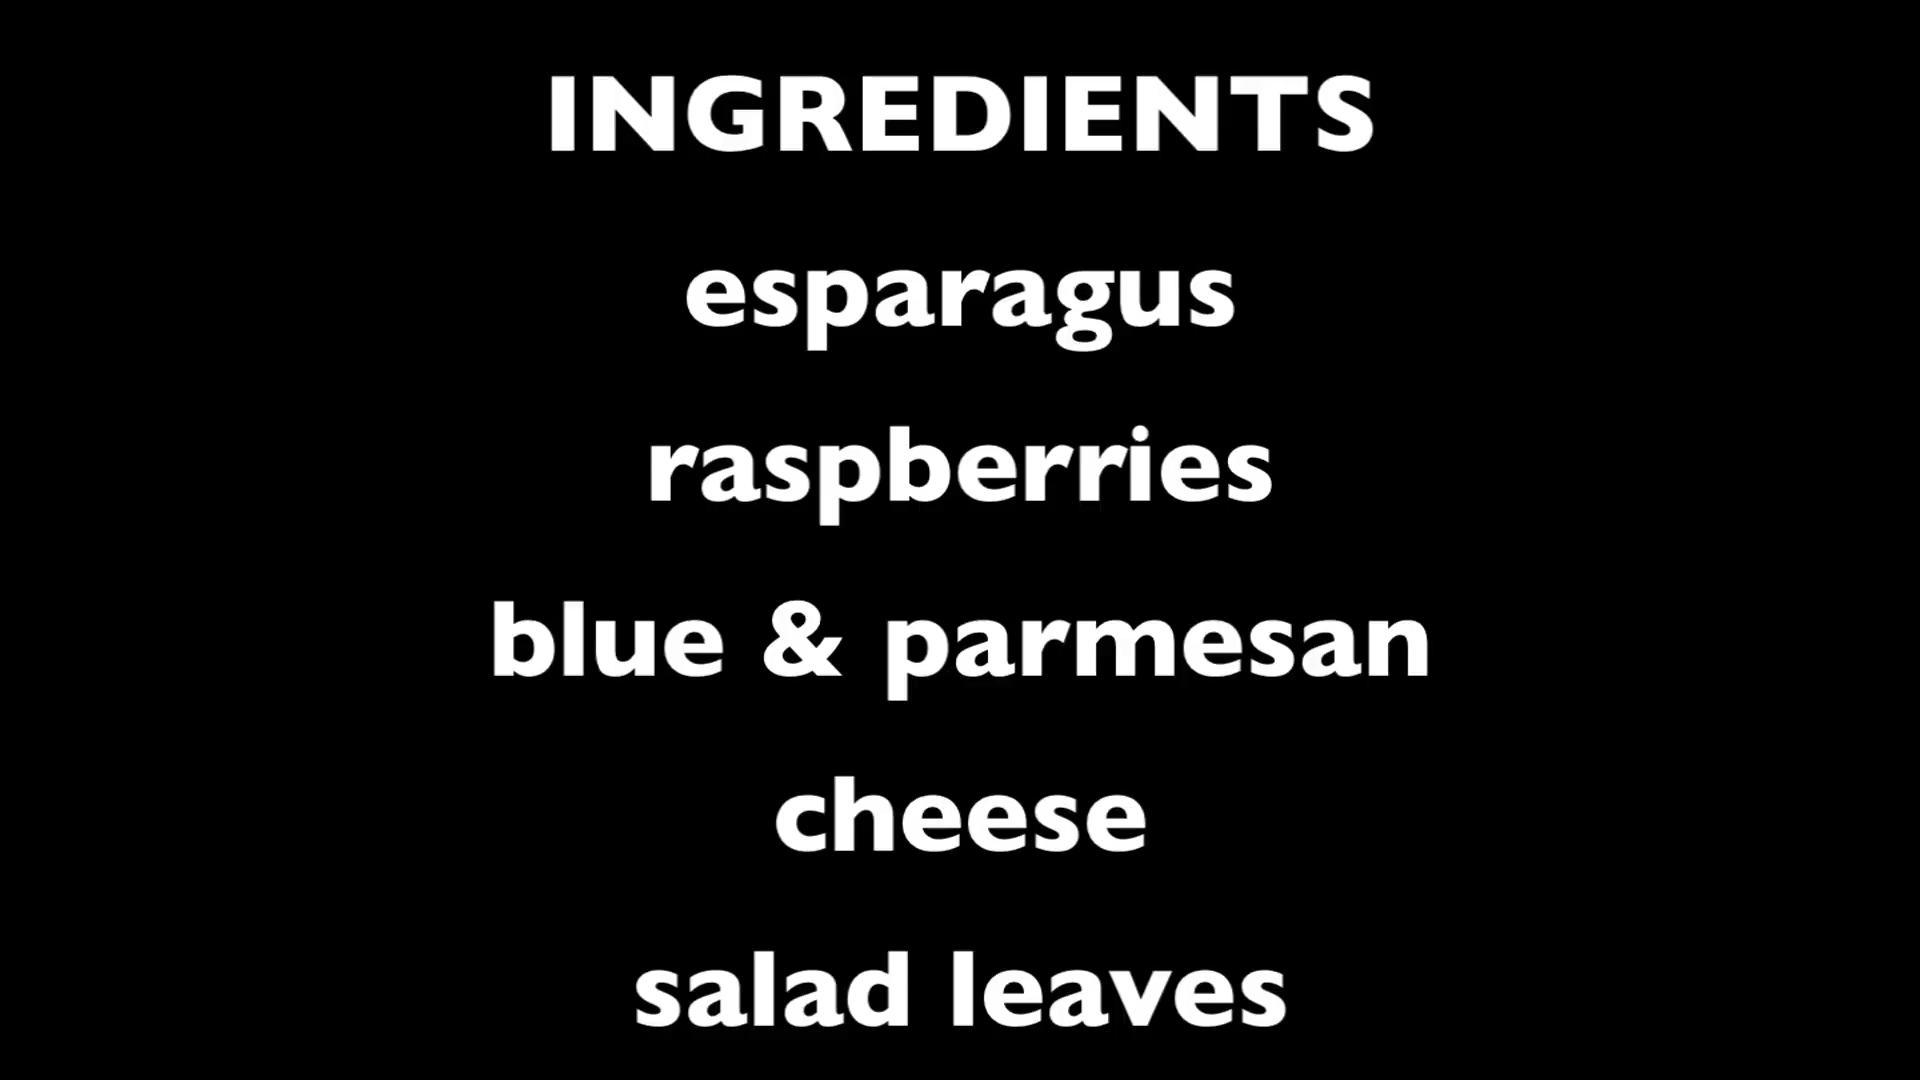 INGREDIENTS
esparagus
raspberries
blue & parmesan
cheese
salad leaves